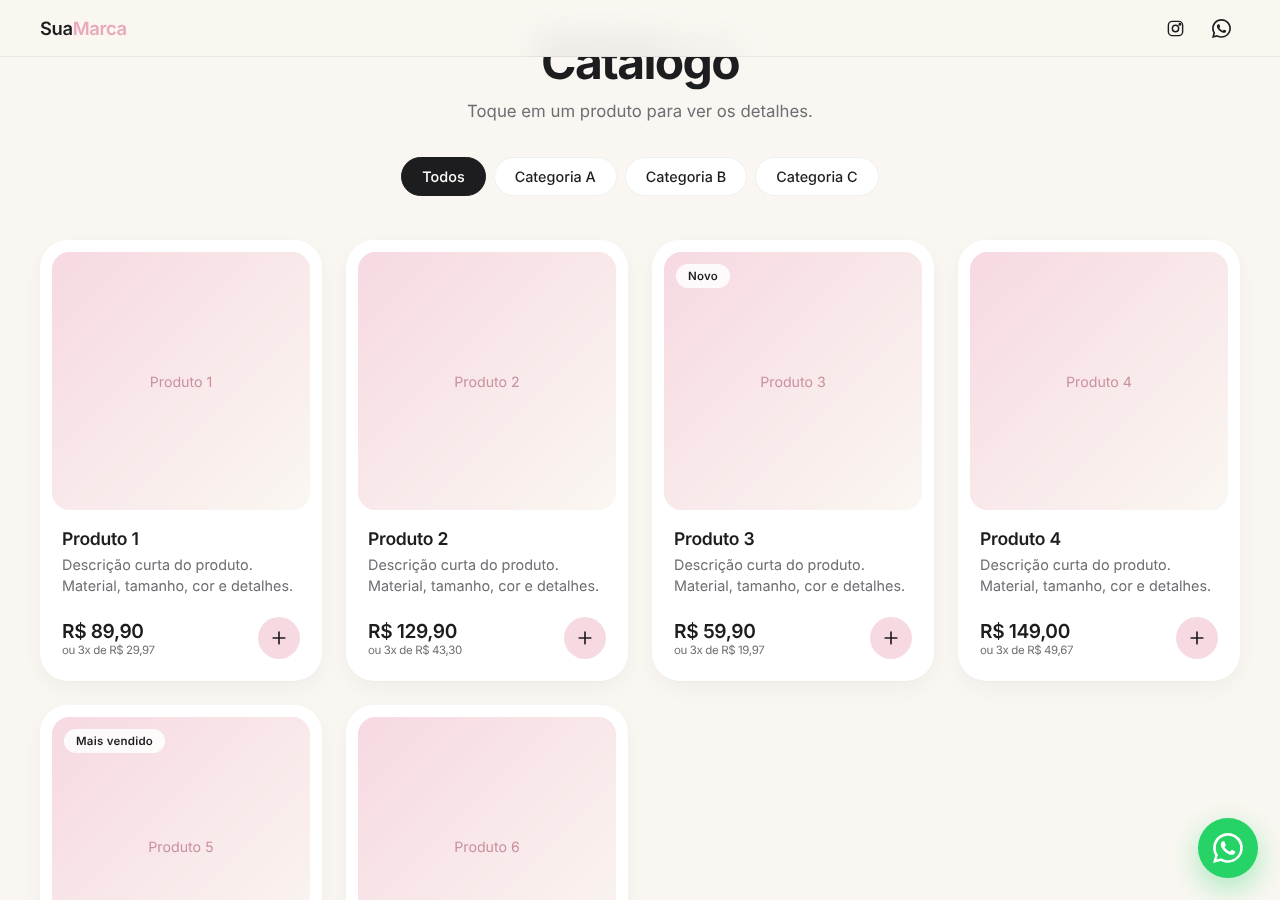 SuaMarca
Catálogo
Toque em um produto para ver os detalhes.
Todos
Categoria A
Categoria B
Categoria C
Produto 1
Produto 2
Novo
Produto 3
Produto 4
Produto 1
Descrição curta do produto.
Material, tamanho, cor e detalhes.
R$ 89,90
ou 3x de R$ 29,97
Produto 2
Descrição curta do produto.
Material, tamanho, cor e detalhes.
R$ 129,90
ou 3x de R$ 43,30
Produto 3
Descrição curta do produto.
Material, tamanho, cor e detalhes.
R$ 59,90
ou 3x de R$ 19,97
Produto 4
Descrição curta do produto.
Material, tamanho, cor e detalhes.
R$ 149,00
ou 3x de R$ 49,67
Mais vendido
Produto 5
Produto 6